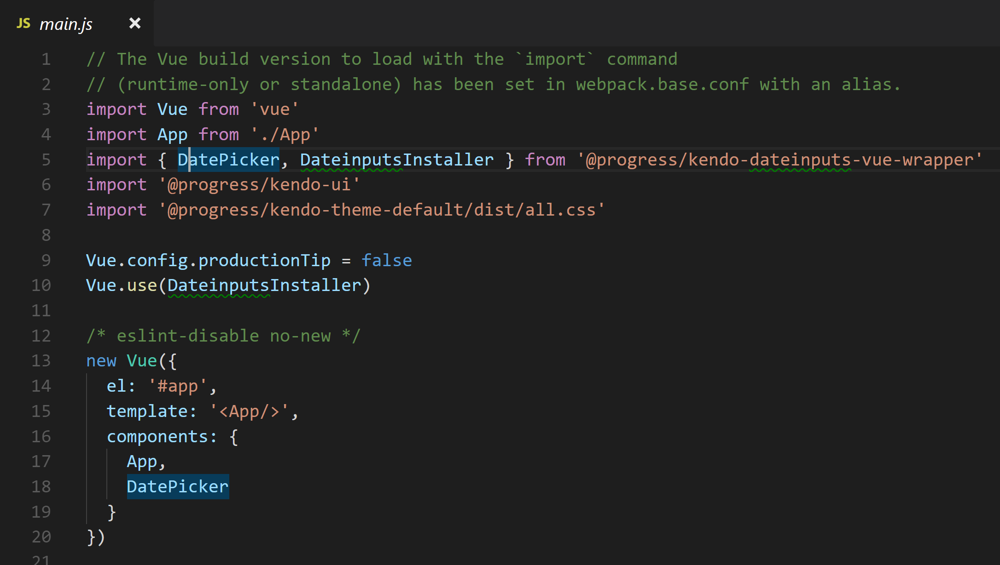 JS main.js ×
1 // The Vue build version to load with the `import` command
2 // (runtime-only or standalone) has been set in webpack.base.conf with an alias.
3 import Vue from 'vue'
4 import App from './App'
5 import { DatePicker, DateinputsInstaller } from '@progress/kendo-dateinputs-vue-wrapper'
6 import '@progress/kendo-ui'
7 import '@progress/kendo-theme-default/dist/all.css'
8
9 Vue.config.productionTip = false
10 Vue.use(DateinputsInstaller)
11
12 /* eslint-disable no-new */
13 new Vue({
14   el: '#app',
15   template: '<App/>',
16   components: {
17     App,
18     DatePicker
19   }
20 })
21